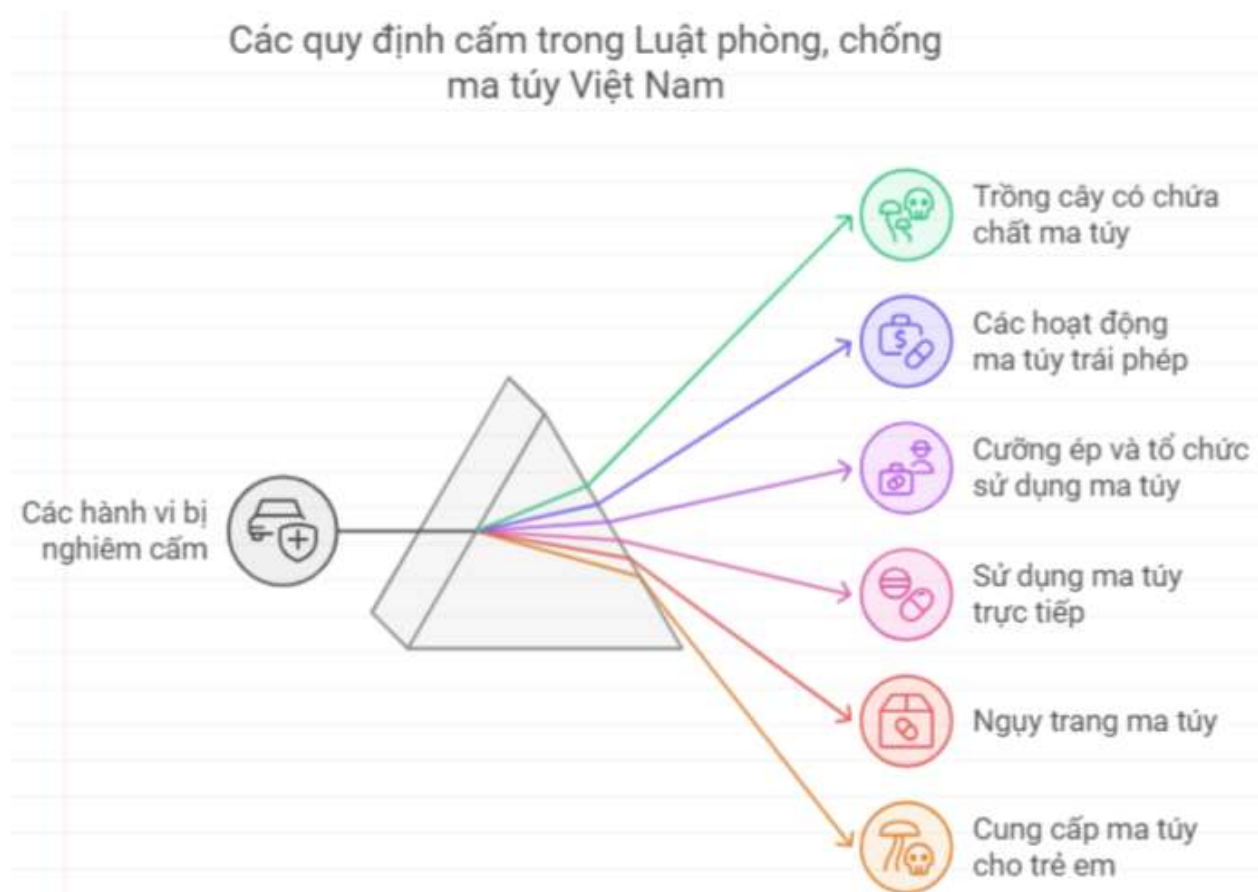 Các quy định cấm trong Luật phòng, chống
ma túy Việt Nam
Trồng cây có chứa
chất ma túy
Các hoạt động
ma túy trái phép
Cưỡng ép và tổ chức
sử dụng ma túy
Các hành vi bị
nghiêm cấm
Sử dụng ma túy
trực tiếp
Ngụy trang ma túy
Cung cấp ma túy
cho trẻ em